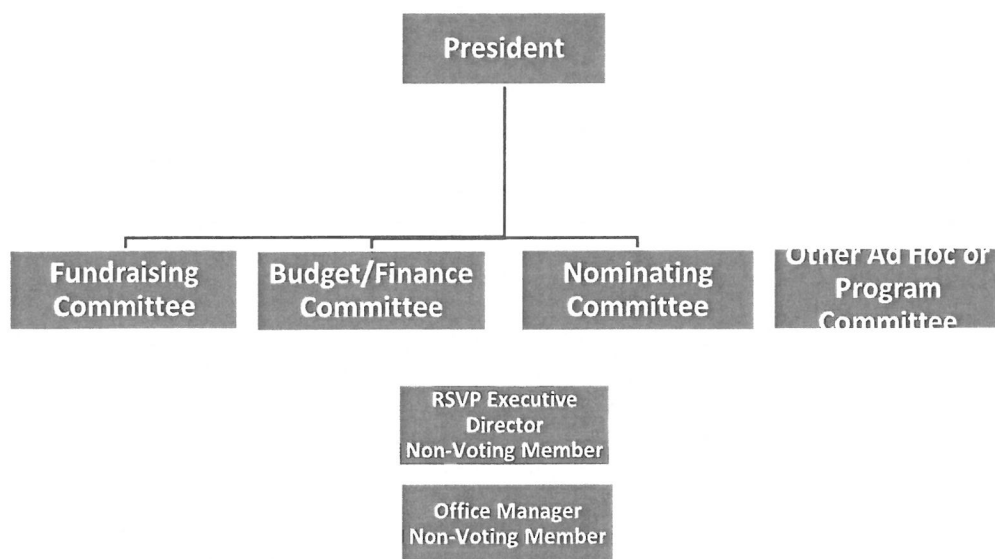 President
Fundraising
Committee
Budget/Finance
Committee
Nominating
Committee
Other Ad Hoc or
Program
Committee
RSVP Executive
Director
Non-Voting Member
Office Manager
Non-Voting Member